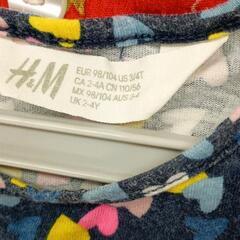 H&M
EUR 98/104 US 3/4T
CA 2-4A CN 110/56
MX 98/104 AUS 2-4
UK 2-4Y